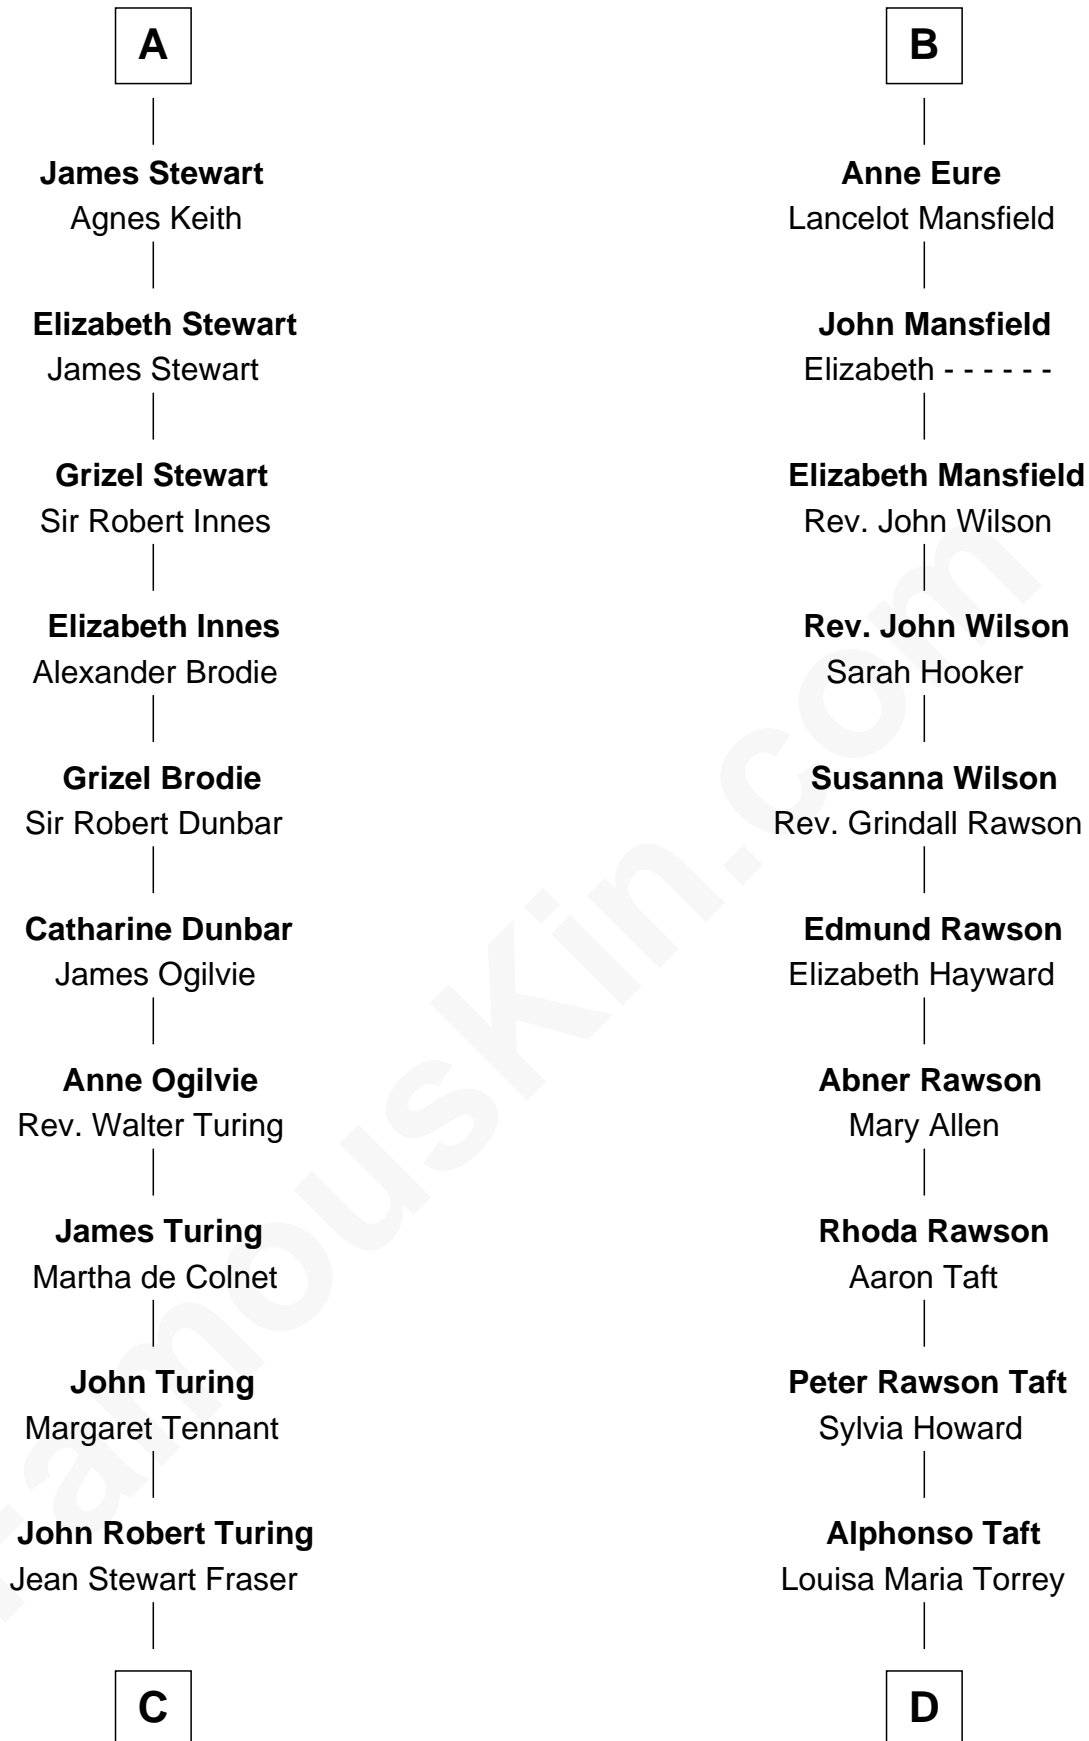 A
James Stewart
Agnes Keith
Elizabeth Stewart
James Stewart
Grizel Stewart
Sir Robert Innes
Elizabeth Innes
Alexander Brodie
Grizel Brodie
Sir Robert Dunbar
Catharine Dunbar
James Ogilvie
Anne Ogilvie
Rev. Walter Turing
James Turing
Martha de Colnet
John Turing
Margaret Tennant
John Robert Turing
Jean Stewart Fraser
C
B
Anne Eure
Lancelot Mansfield
John Mansfield
Elizabeth - - - - - -
Elizabeth Mansfield
Rev. John Wilson
Rev. John Wilson
Sarah Hooker
Susanna Wilson
Rev. Grindall Rawson
Edmund Rawson
Elizabeth Hayward
Abner Rawson
Mary Allen
Rhoda Rawson
Aaron Taft
Peter Rawson Taft
Sylvia Howard
Alphonso Taft
Louisa Maria Torrey
D
FamousKin.com